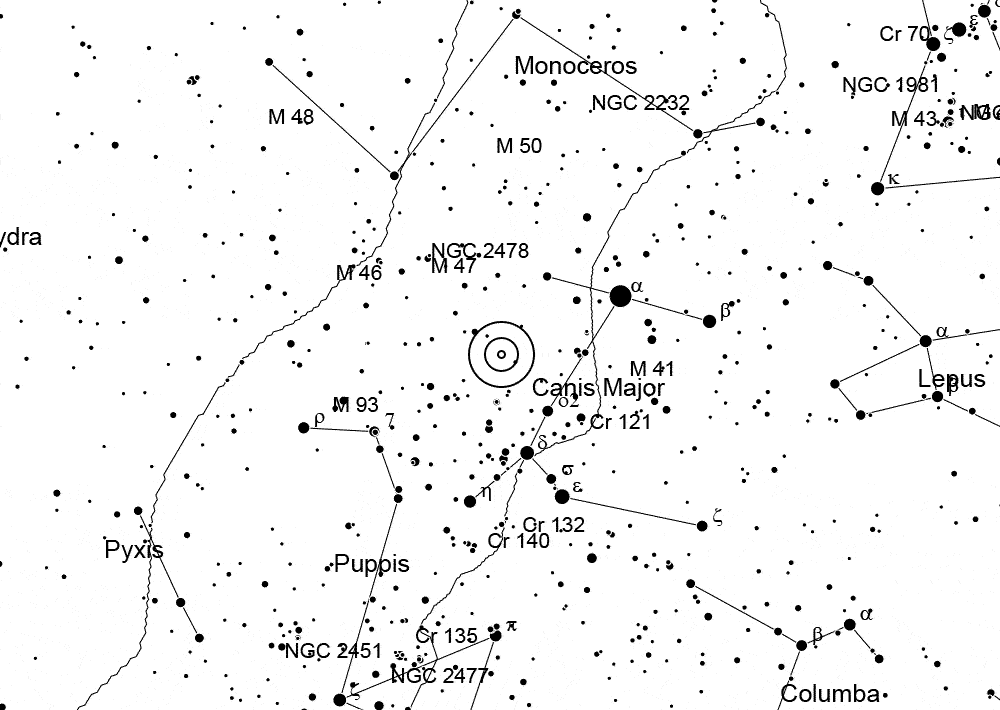 ε
Cr 70 ζ
Monoceros
NGC 1981
NGC 2232
M 48
M 43
M 50
κ
ydra
NGC 2478
M 47
M 46
α
β
α
M 41
Lepus
β
Canis Major
δ2
M 93
ρ
7
Cr 121
δ
σ
ε
η
ζ
Cr 132
Cr 140
Pyxis
Puppis
α
π
β
Cr 135
NGC 2451
NGC 2477
ζ
Columba